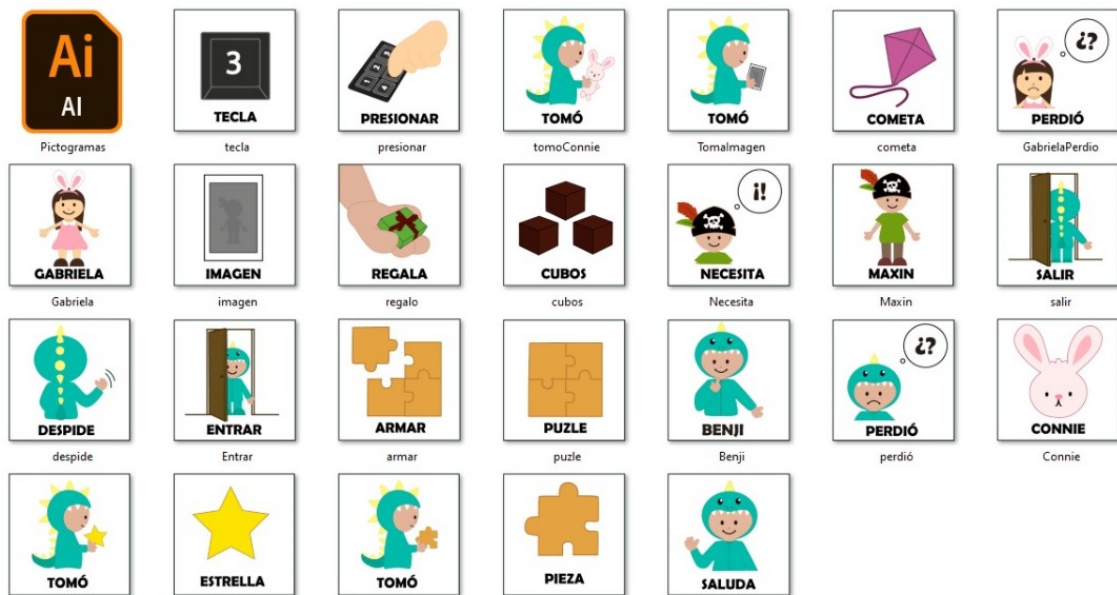 Ai
AI
3
TECLA
PRESIONAR
TOMÓ
TOMÓ
COMETA
¿?
PERDIÓ
Pictogramas
tecla
presionar
tomoConnie
TomaImagen
cometa
GabrielaPerdio
GABRIELA
IMAGEN
REGALA
CUBOS
¡!
NECESITA
MAXIN
SALIR
Gabriela
imagen
regalo
cubos
Necesita
Maxin
salir
DESPIDE
ENTRAR
ARMAR
PUZLE
BENJI
¿?
PERDIÓ
CONNIE
despide
Entrar
armar
puzle
Benji
perdió
Connie
TOMÓ
ESTRELLA
TOMÓ
PIEZA
SALUDA